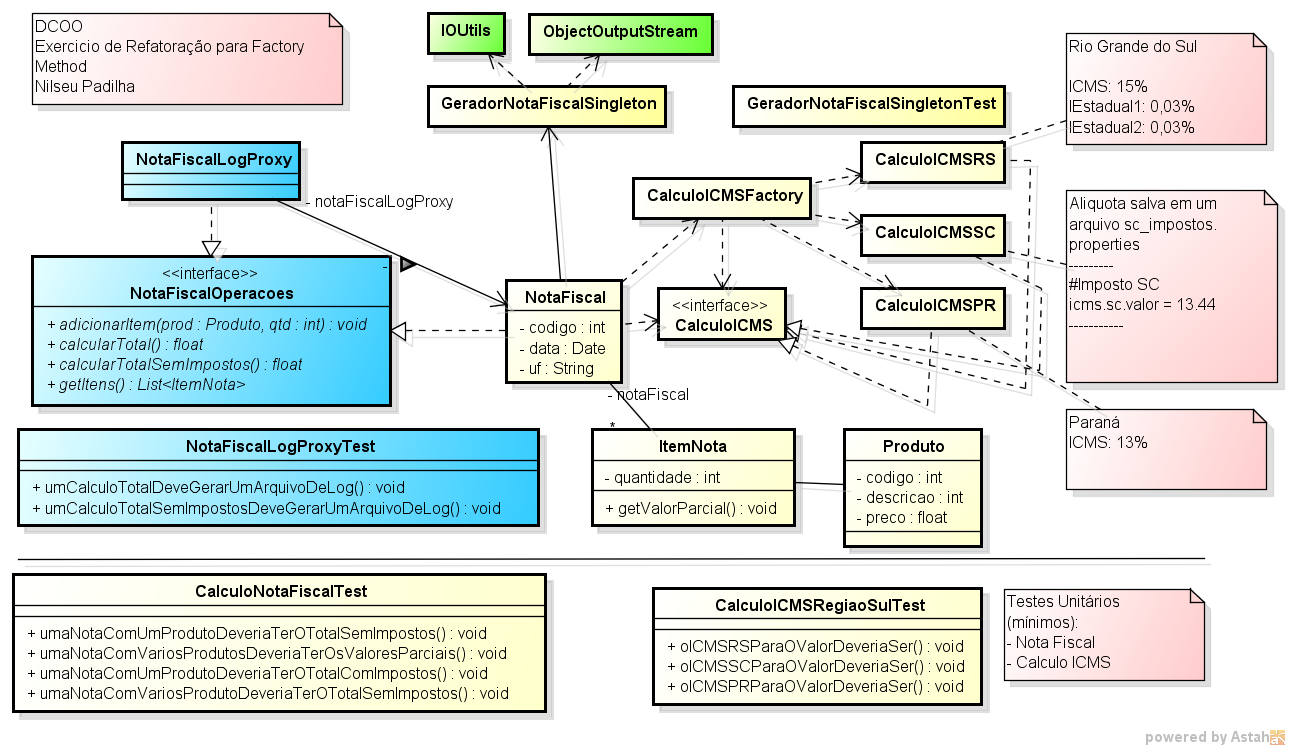 DCOO
Exercicio de Refatoração para Factory
Method
Nilseu Padilha
IOUtils
ObjectOutputStream
GeradorNotaFiscalSingleton
GeradorNotaFiscalSingletonTest
Rio Grande do Sul
ICMS: 15%
IEstadual1: 0,03%
IEstadual2: 0,03%
NotaFiscalLogProxy
- notaFiscalLogProxy
CalculoICMSFactory
CalculoICMSRS
CalculoICMSSC
CalculoICMSPR
Aliquota salva em um
arquivo sc_impostos.
properties
---------
#Imposto SC
icms.sc.valor = 13.44
-----------
-
<<interface>>
NotaFiscalOperacoes
+ adicionarItem(prod : Produto, qtd : int) : void
+ calcularTotal() : float
+ calcularTotalSemImpostos() : float
+ getItens() : List<ItemNota>
NotaFiscal
- codigo : int
- data : Date
- uf : String
<<interface>>
CalculoICMS
- notaFiscal
*
Paraná
ICMS: 13%
NotaFiscalLogProxyTest
+ umCalculoTotalDeveGerarUmArquivoDeLog() : void
+ umCalculoTotalSemImpostosDeveGerarUmArquivoDeLog() : void
ItemNota
- quantidade : int
+ getValorParcial() : void
Produto
- codigo : int
- descricao : int
- preco : float
CalculoNotaFiscalTest
+ umaNotaComUmProdutoDeveriaTerOTotalSemImpostos() : void
+ umaNotaComVariosProdutosDeveriaTerOsValoresParciais() : void
+ umaNotaComUmProdutoDeveriaTerOTotalComImpostos() : void
+ umaNotaComVariosProdutoDeveriaTerOTotalSemImpostos() : void
CalculoICMSRegiaoSulTest
+ oICMSRSParaOValorDeveriaSer() : void
+ oICMSSCParaOValorDeveriaSer() : void
+ oICMSPRParaOValorDeveriaSer() : void
Testes Unitários
(mínimos):
- Nota Fiscal
- Calculo ICMS
powered by Astah